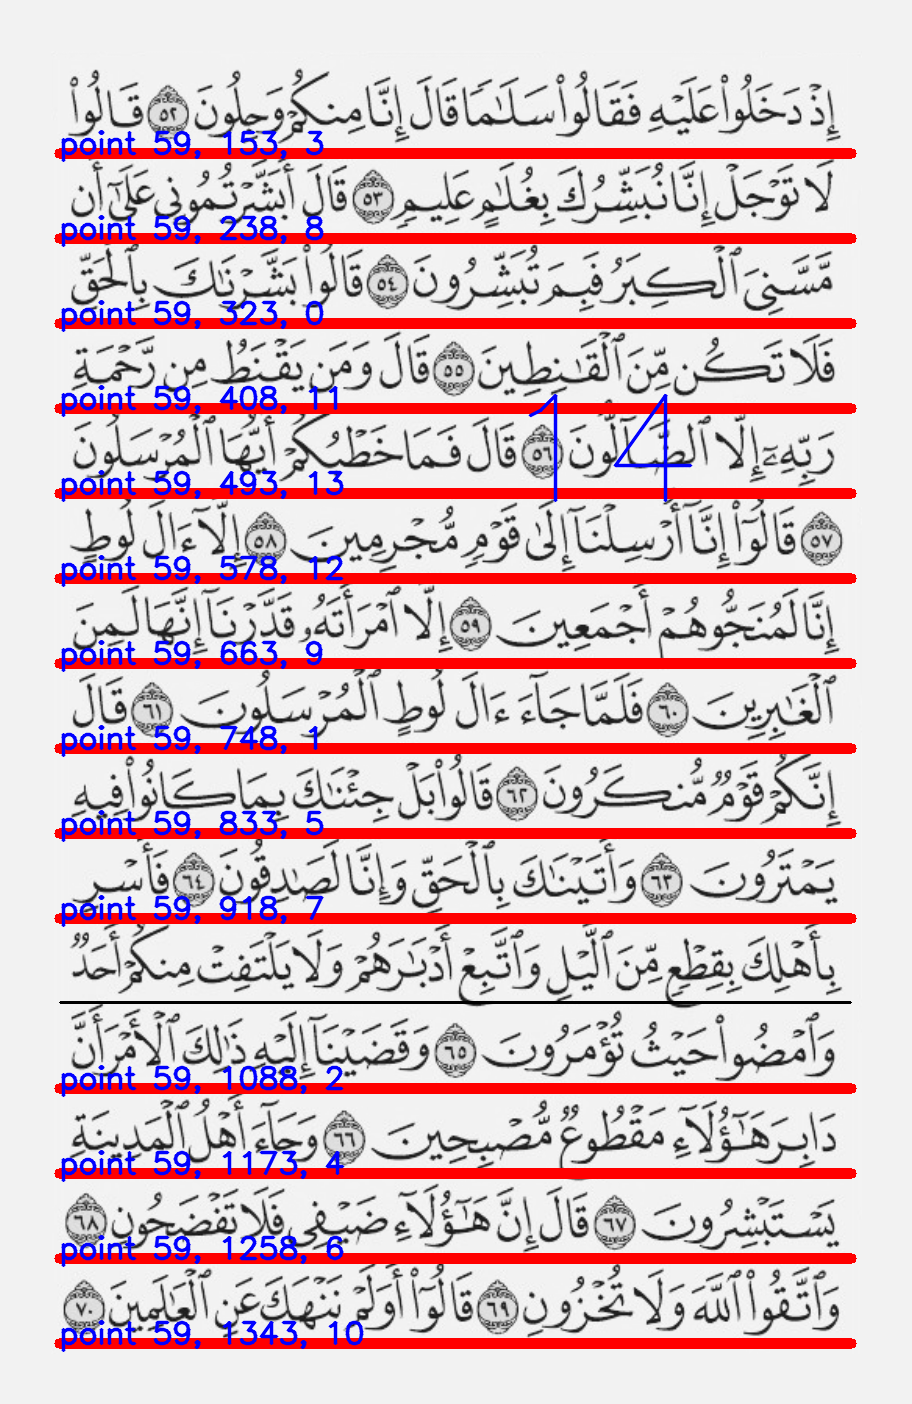 إِذْ دَخَلُوا۟ عَلَيْهِ فَقَالُوا۟ سَلَـٰمًا قَالَ إِنَّا مِنكُمْ وَجِلُونَ ٥٢ قَالُوا۟
point 59, 153, 3
لَا تَوْجَلْ إِنَّا نُبَشِّرُكَ بِغُلَـٰمٍ عَلِيمٍ ٥٣ قَالَ أَبَشَّرْتُمُونِى عَلَىٰٓ أَن
point 59, 238, 8
مَّسَّنِىَ ٱلْكِبَرُ فَبِمَ تُبَشِّرُونَ ٥٤ قَالُوا۟ بَشَّرْنَـٰكَ بِٱلْحَقِّ
point 59, 323, 0
فَلَا تَكُن مِّنَ ٱلْقَـٰنِطِينَ ٥٥ قَالَ وَمَن يَقْنَطُ مِن رَّحْمَةِ
point 59, 408, 11
رَبِّهِۦٓ إِلَّا ٱلضَّآلُّونَ ٥٦ قَالَ فَمَا خَطْبُكُمْ أَيُّهَا ٱلْمُرْسَلُونَ
14
point 59, 493, 13
٥٧ قَالُوٓا۟ إِنَّآ أُرْسِلْنَآ إِلَىٰ قَوْمٍ مُّجْرِمِينَ ٥٨ إِلَّآ ءَالَ لُوطٍ
point 59, 578, 12
إِنَّا لَمُنَجُّوهُمْ أَجْمَعِينَ ٥٩ إِلَّا ٱمْرَأَتَهُۥ قَدَّرْنَآ إِنَّهَا لَمِنَ
point 59, 663, 9
ٱلْغَـٰبِرِينَ ٦٠ فَلَمَّا جَآءَ ءَالَ لُوطٍ ٱلْمُرْسَلُونَ ٦١ قَالَ
point 59, 748, 1
إِنَّكُمْ قَوْمٌ مُّنكَرُونَ ٦٢ قَالُوا۟ بَلْ جِئْنَـٰكَ بِمَا كَانُوا۟ فِيهِ
point 59, 833, 5
يَمْتَرُونَ ٦٣ وَأَتَيْنَـٰكَ بِٱلْحَقِّ وَإِنَّا لَصَـٰدِقُونَ ٦٤ فَأَسْرِ
point 59, 918, 7
بِأَهْلِكَ بِقِطْعٍ مِّنَ ٱلَّيْلِ وَٱتَّبِعْ أَدْبَـٰرَهُمْ وَلَا يَلْتَفِتْ مِنكُمْ أَحَدٌ
وَٱمْضُوا۟ حَيْثُ تُؤْمَرُونَ ٦٥ وَقَضَيْنَآ إِلَيْهِ ذَٰلِكَ ٱلْأَمْرَ أَنَّ
point 59, 1088, 2
دَابِرَ هَـٰٓؤُلَآءِ مَقْطُوعٌ مُّصْبِحِينَ ٦٦ وَجَآءَ أَهْلُ ٱلْمَدِينَةِ
point 59, 1173, 4
يَسْتَبْشِرُونَ ٦٧ قَالَ إِنَّ هَـٰٓؤُلَآءِ ضَيْفِى فَلَا تَفْضَحُونِ ٦٨
point 59, 1258, 6
وَٱتَّقُوا۟ ٱللَّهَ وَلَا تُخْزُونِ ٦٩ قَالُوٓا۟ أَوَلَمْ نَنْهَكَ عَنِ ٱلْعَـٰلَمِينَ ٧٠
point 59, 1343, 10